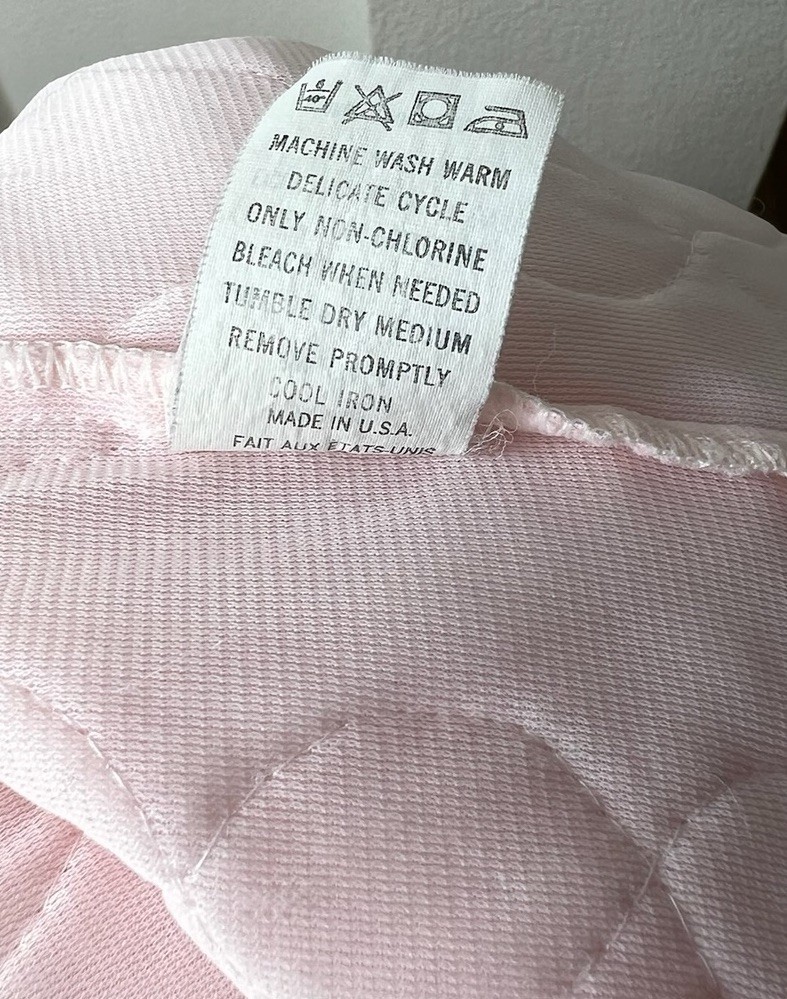 MACHINE WASH WARM
DELICATE CYCLE
ONLY NON-CHLORINE
BLEACH WHEN NEEDED
TUMBLE DRY MEDIUM
REMOVE PROMPTLY
COOL IRON
MADE IN U.S.A.
FAIT AUX ETATS-UNIS